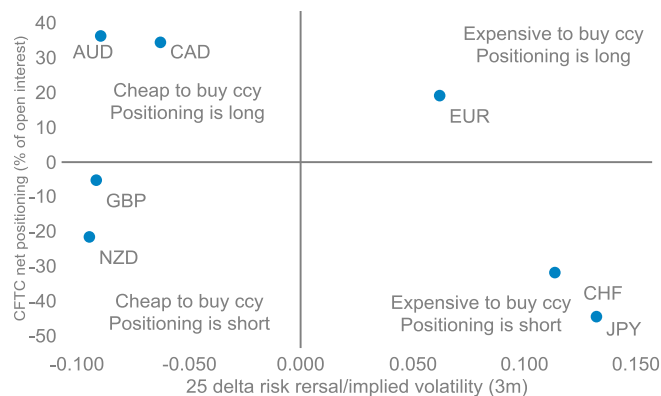 CFTC net positioning (% of open interest)
40
30
20
10
0
-10
-20
-30
-40
-50
AUD
CAD
Cheap to buy ccy
Positioning is long
Expensive to buy ccy
Positioning is long
EUR
GBP
NZD
Cheap to buy ccy
Positioning is short
Expensive to buy ccy
Positioning is short
CHF
JPY
-0.100
-0.050
0.000
0.050
0.100
0.150
25 delta risk rersal/implied volatility (3m)